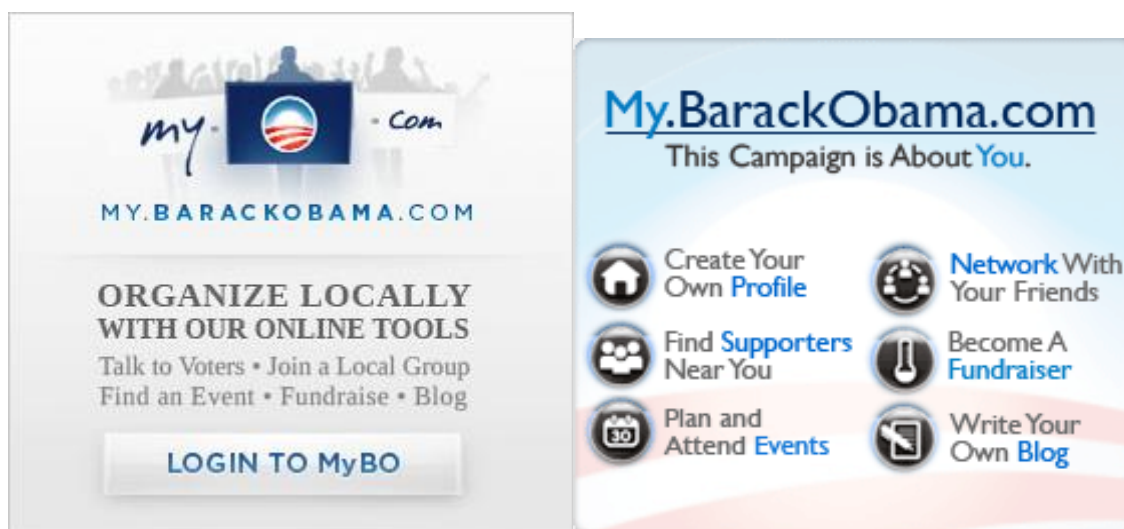 my. .com
MY.BARACKOBAMA.COM
ORGANIZE LOCALLY
WITH OUR ONLINE TOOLS
Talk to Voters • Join a Local Group
Find an Event • Fundraise • Blog
LOGIN TO MyBO
My.BarackObama.com
This Campaign is About You.
Create Your
Own Profile
Network With
Your Friends
Find Supporters
Near You
Become A
Fundraiser
30
Plan and
Attend Events
Write Your
Own Blog